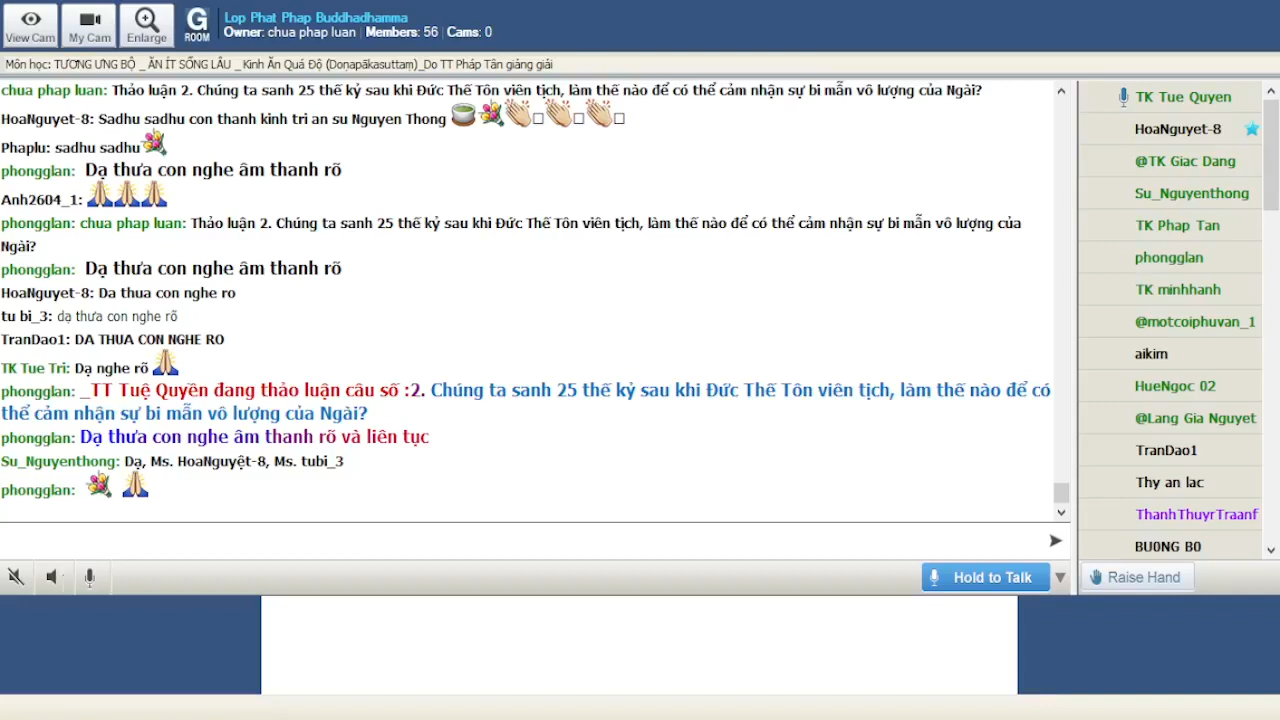 View Cam
My Cam
Enlarge
G
ROOM
Lop Phat Phap Buddhadhamma
Owner: chua phap luan | Members: 56 | Cams: 0
Môn học: TƯƠNG ƯNG BỘ _ ĂN ÍT SỐNG LÂU _ Kinh Ăn Quá Độ (Doṇapākasuttaṃ)_Do TT Pháp Tân giảng giải
chua phap luan: Thảo luận 2. Chúng ta sanh 25 thế kỷ sau khi Đức Thế Tôn viên tịch, làm thế nào để có thể cảm nhận sự bi mẫn vô lượng của Ngài?
HoaNguyet-8: Sadhu sadhu con thanh kinh tri an su Nguyen Thong
Phaplu: sadhu sadhu
phongglan: Dạ thưa con nghe âm thanh rõ
Anh2604_1:
phongglan: chua phap luan: Thảo luận 2. Chúng ta sanh 25 thế kỷ sau khi Đức Thế Tôn viên tịch, làm thế nào để có thể cảm nhận sự bi mẫn vô lượng của
Ngài?
phongglan: Dạ thưa con nghe âm thanh rõ
HoaNguyet-8: Da thua con nghe ro
tu bi_3: dạ thưa con nghe rõ
TranDao1: DA THUA CON NGHE RO
TK Tue Tri: Dạ nghe rõ
phongglan: _TT Tuệ Quyền đang thảo luận câu số :2. Chúng ta sanh 25 thế kỷ sau khi Đức Thế Tôn viên tịch, làm thế nào để có
thể cảm nhận sự bi mẫn vô lượng của Ngài?
phongglan: Dạ thưa con nghe âm thanh rõ và liên tục
Su_Nguyenthong: Dạ, Ms. HoaNguyệt-8, Ms. tubi_3
phongglan:
Hold to Talk
TK Tue Quyen
HoaNguyet-8
@TK Giac Dang
Su_Nguyenthong
TK Phap Tan
phongglan
TK minhhanh
@motcoiphuvan_1
aikim
HueNgoc 02
@Lang Gia Nguyet
TranDao1
Thy an lac
ThanhThuyrTraanf
BU0NG B0
Raise Hand